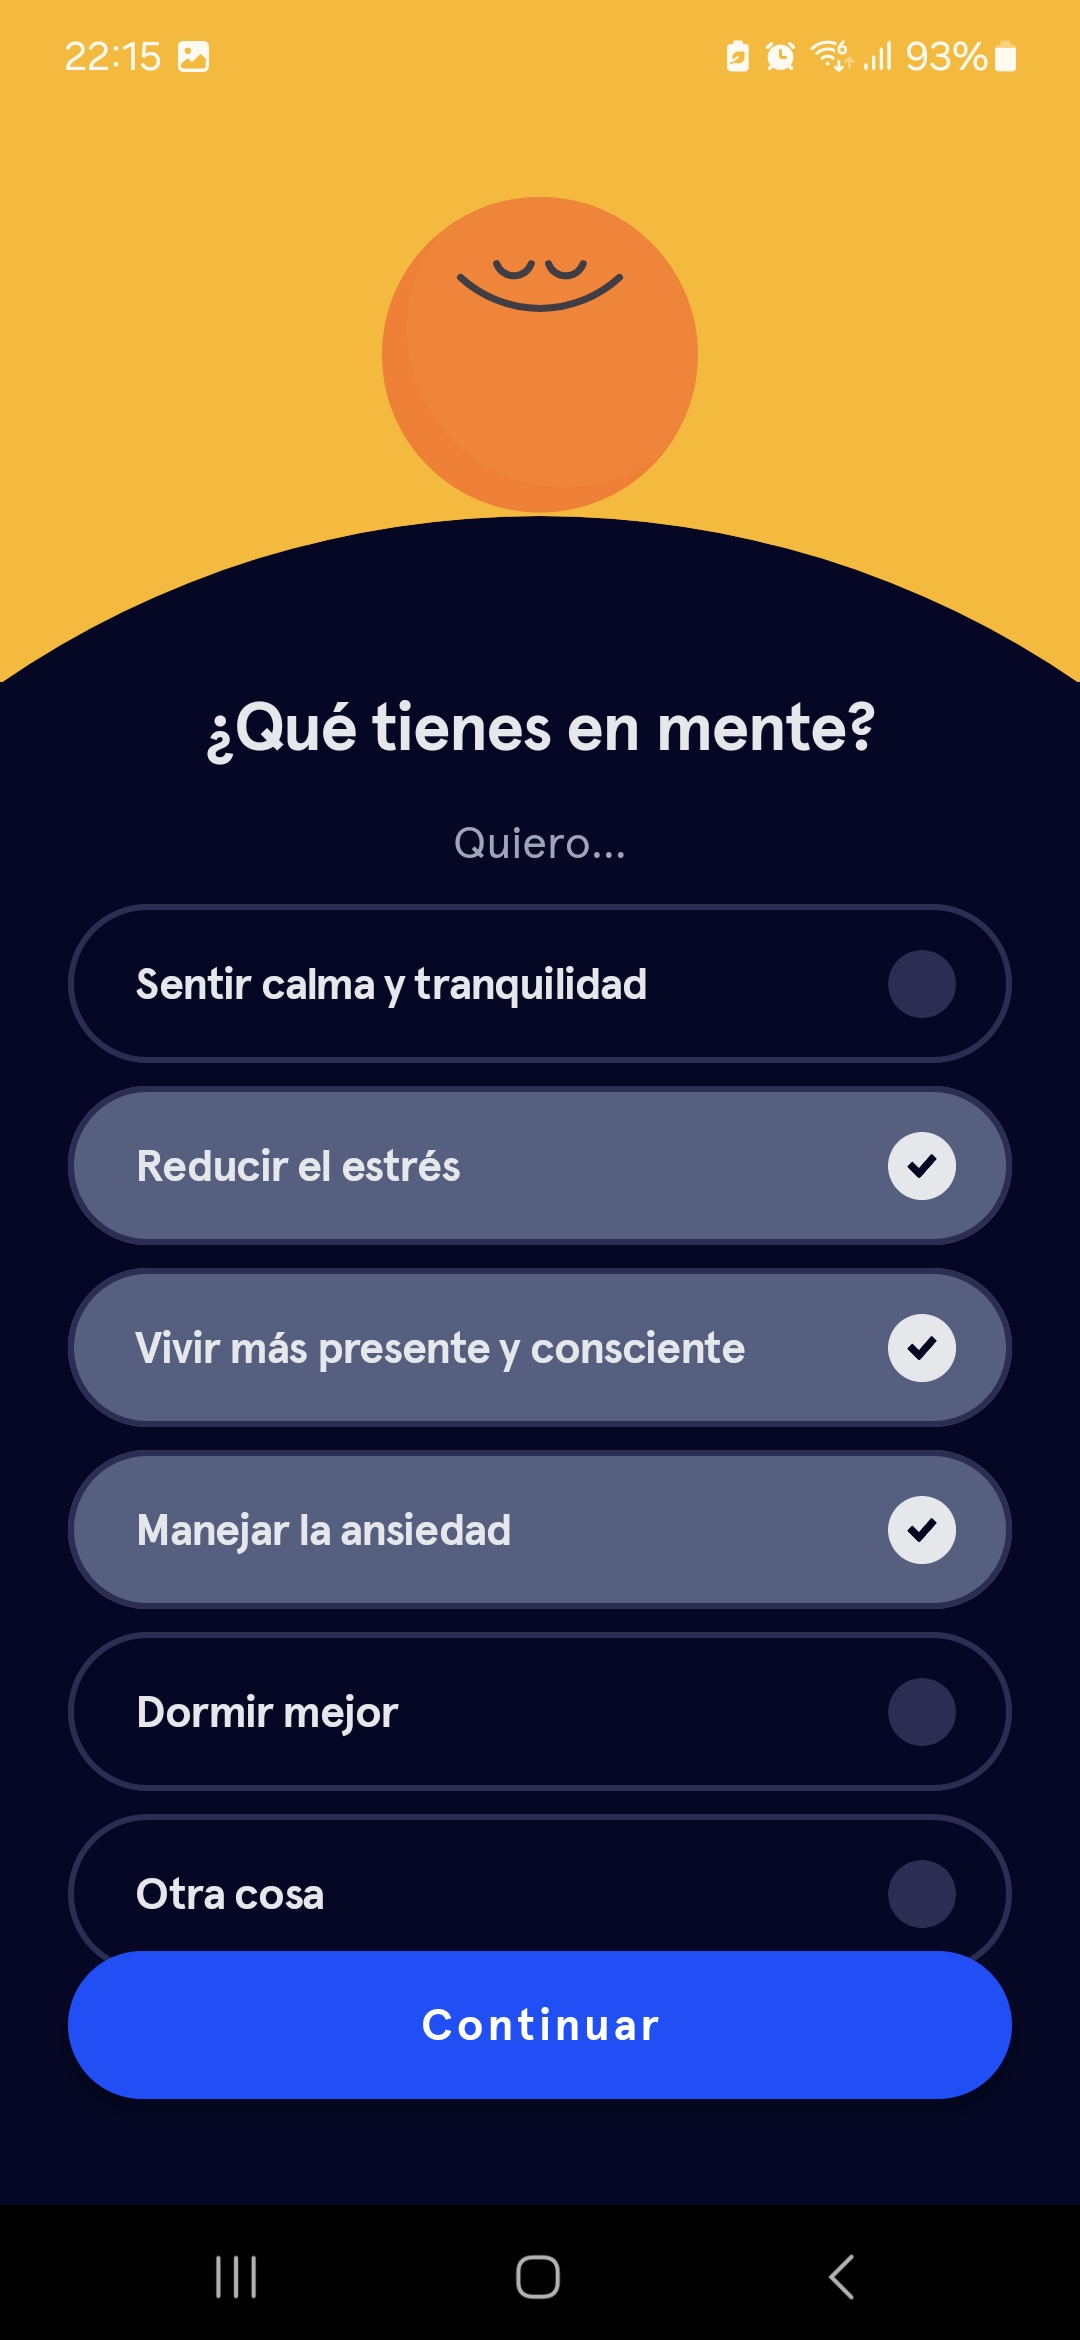 22:15
6
93%
¿Qué tienes en mente?
Quiero...
Sentir calma y tranquilidad
Reducir el estrés
Vivir más presente y consciente
Manejar la ansiedad
Dormir mejor
Otra cosa
Continuar